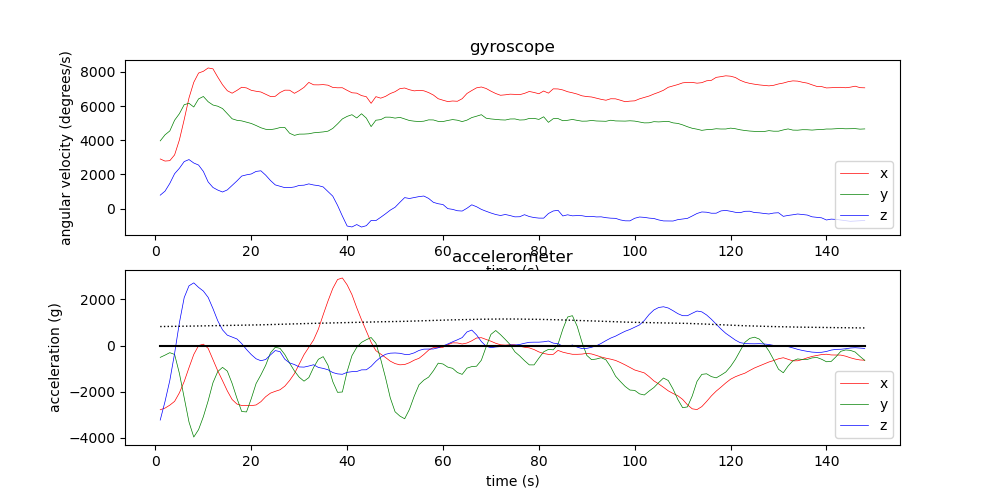 gyroscope
angular velocity (degrees/s)
8000
6000
4000
2000
0
x
y
z
0 20 40 60 80 100 120 140
time (s)
accelerometer
acceleration (g)
2000
0
−2000
−4000
x
y
z
0 20 40 60 80 100 120 140
time (s)